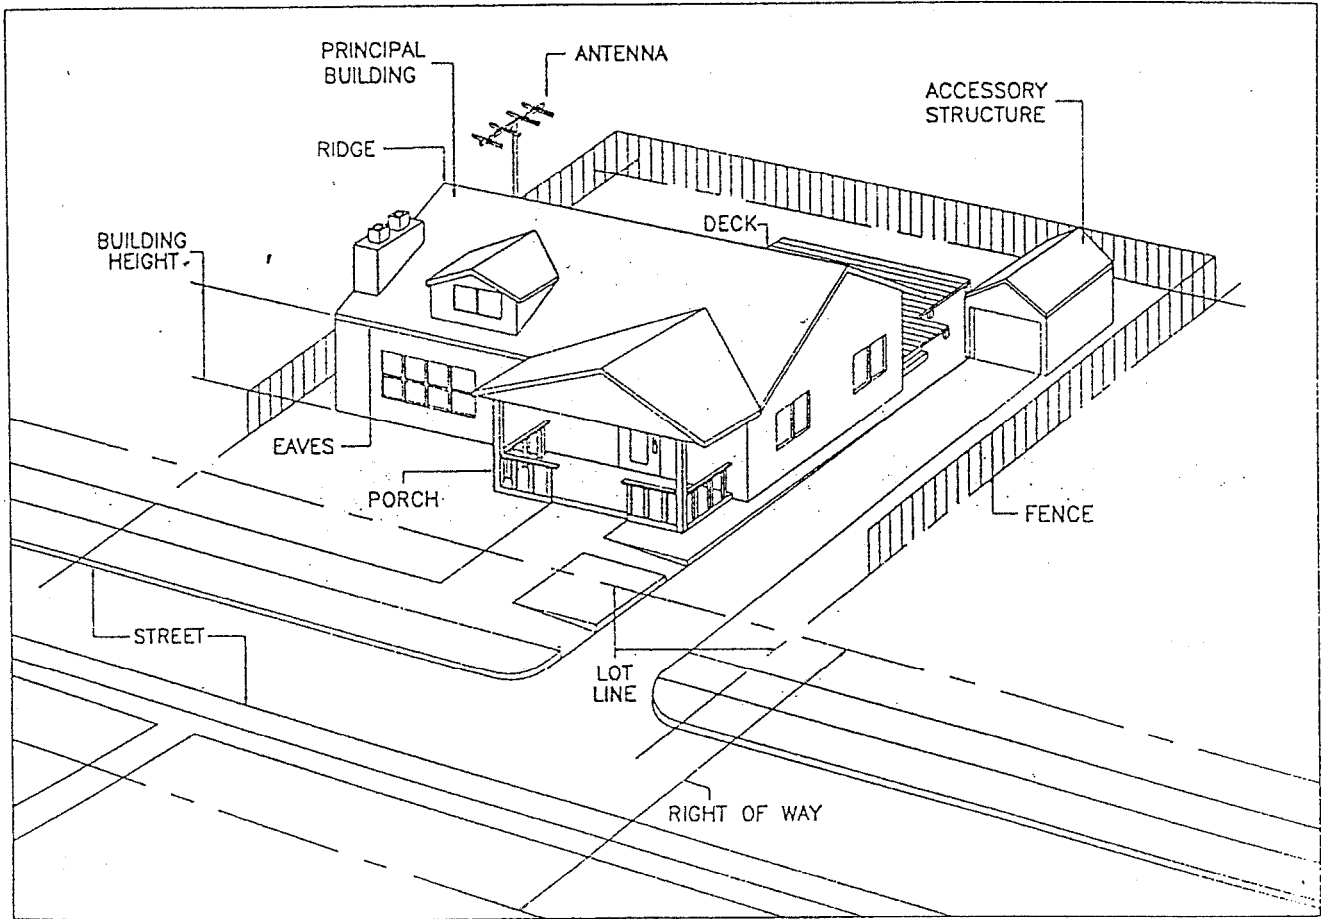 PRINCIPAL
BUILDING
ANTENNA
ACCESSORY
STRUCTURE
RIDGE
DECK
BUILDING
HEIGHT
EAVES
PORCH
FENCE
STREET
LOT
LINE
RIGHT OF WAY